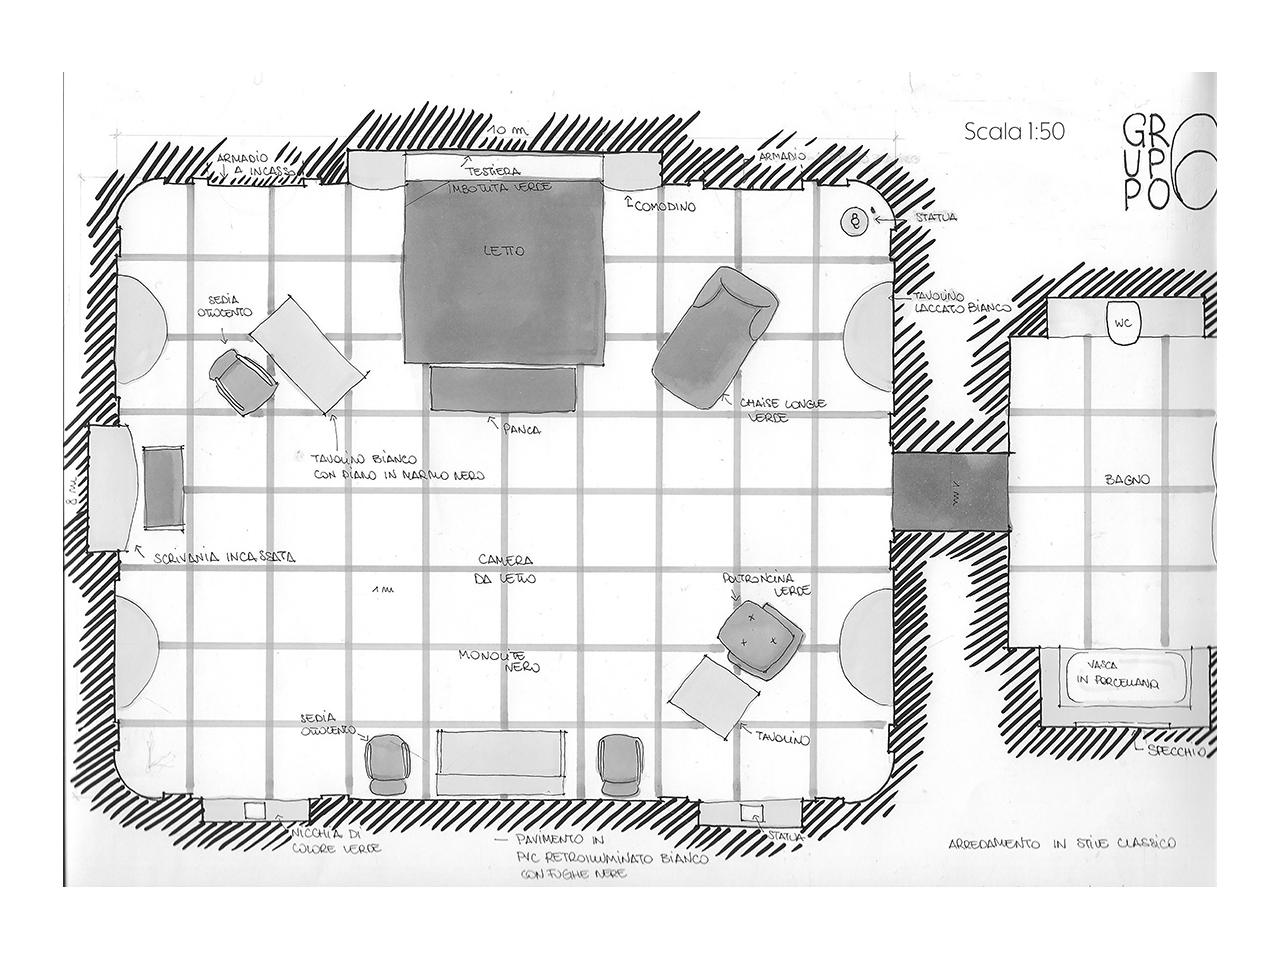 10 m
Scala 1:50
GR
UP
PO
6
ARMADIO
A INCASSO
TESTIERA
IMBOTUTA VERDE
ARMADIO
COMODINO
STATUA
LETTO
SEDIA
OTTOCENTO
TAVOLINO
LACCATO BIANCO
WC
CHAISE LONGUE
VERDE
PANCA
TAVOLINO BIANCO
CON PIANO IN MARMO NERO
8 m
1 m
BAGNO
SCRIVANIA INCASSATA
CAMERA
DA LETTO
1 m
POLTRONCINA
VERDE
MONOLITE
NERO
VASCA
IN PORCELLANA
SEDIA
OTTOCENTO
TAVOLINO
SPECCHIO
NICCHIA DI
COLORE VERDE
STATUA
— PAVIMENTO IN
PVC RETROILLUMINATO BIANCO
CON FUGHE NERE
ARREDAMENTO IN STILE CLASSICO